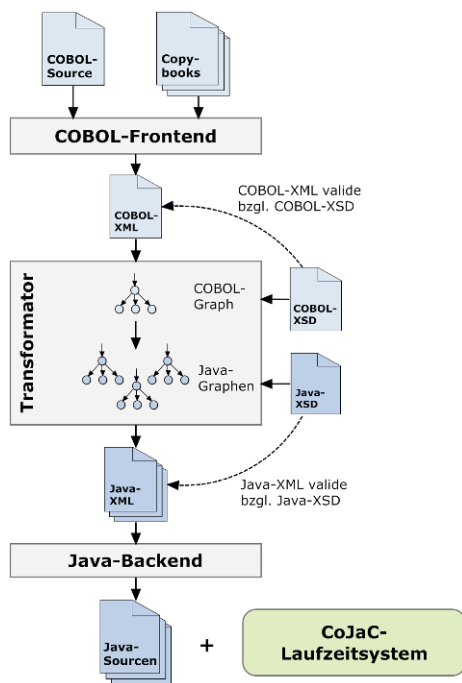 COBOL-
Source
Copy-
books
COBOL-Frontend
COBOL-
XML
COBOL-XML valide
bzgl. COBOL-XSD
Transformator
COBOL-
Graph
COBOL-
XSD
Java-
Graphen
Java-
XSD
Java-
XML
Java-XML valide
bzgl. Java-XSD
Java-Backend
Java-
Sourcen
+
CoJaC-
Laufzeitsystem